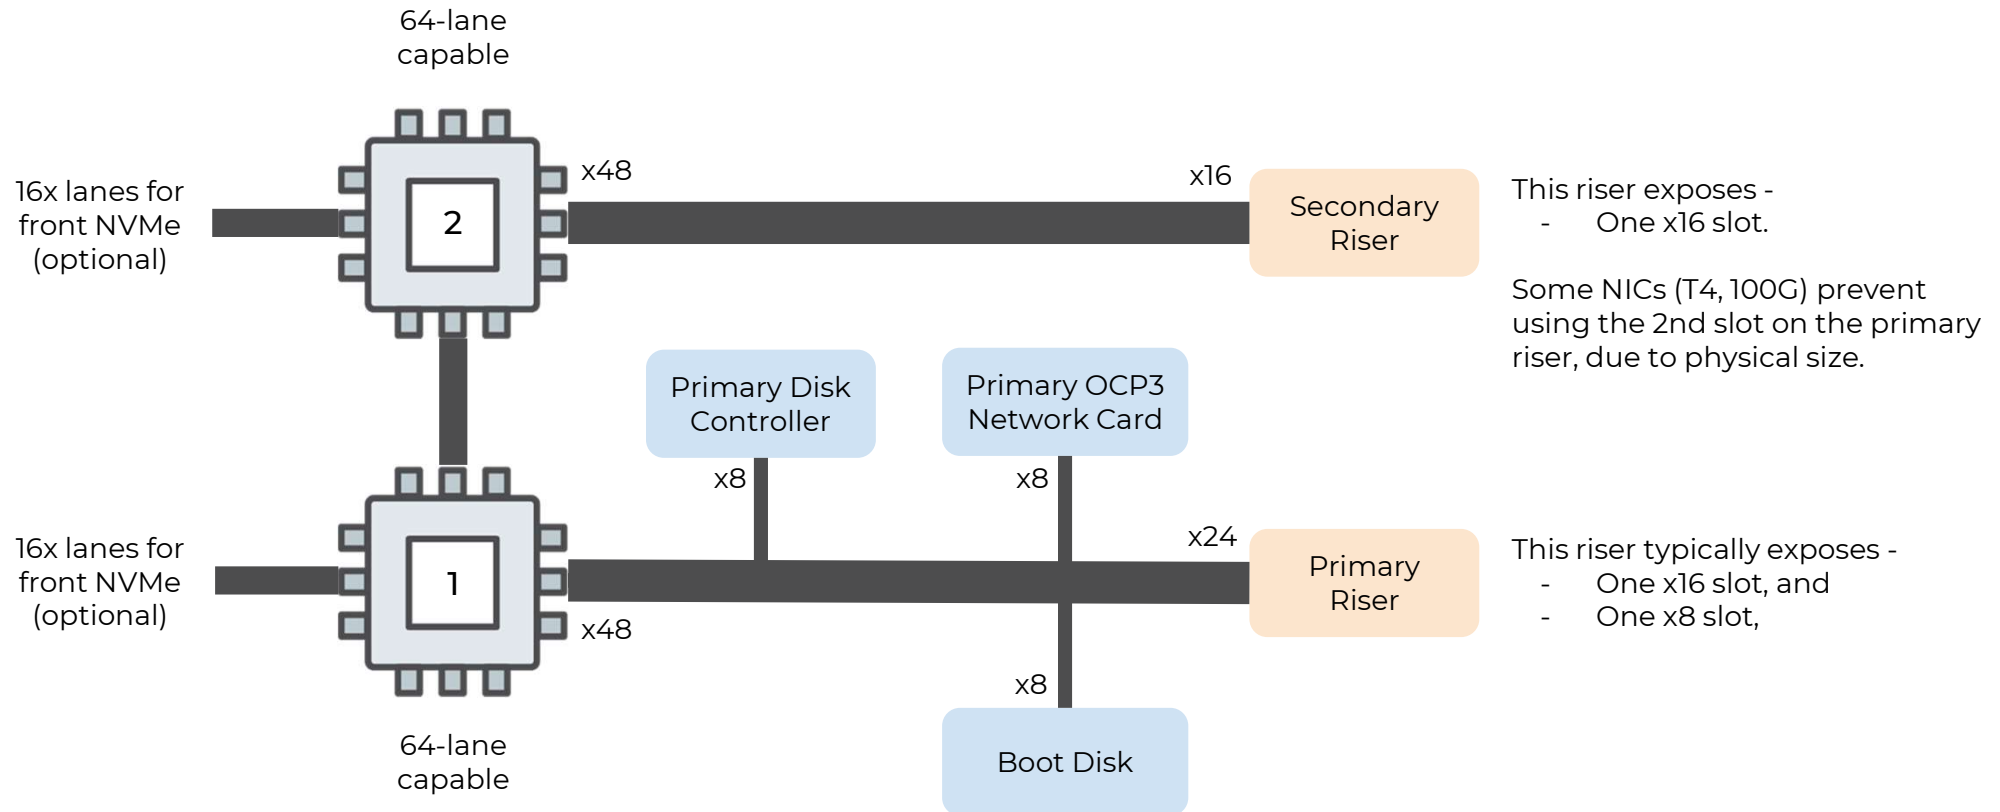 64-lane
capable
16x lanes for
front NVMe
(optional)
2
x48
x16
Secondary
Riser
This riser exposes -
- One x16 slot.
Some NICs (T4, 100G) prevent
using the 2nd slot on the primary
riser, due to physical size.
Primary Disk
Controller
x8
Primary OCP3
Network Card
x8
16x lanes for
front NVMe
(optional)
1
x48
x24
Primary
Riser
This riser typically exposes -
- One x16 slot, and
- One x8 slot,
x8
Boot Disk
64-lane
capable